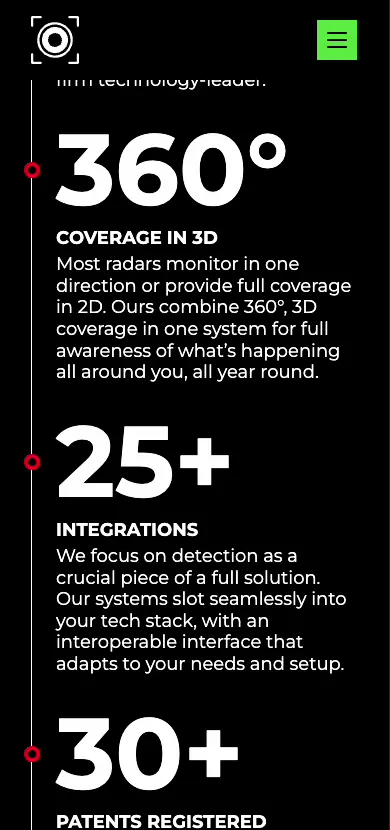 firm technology-leader.
360°
COVERAGE IN 3D
Most radars monitor in one
direction or provide full coverage
in 2D. Ours combine 360°, 3D
coverage in one system for full
awareness of what’s happening
all around you, all year round.
25+
INTEGRATIONS
We focus on detection as a
crucial piece of a full solution.
Our systems slot seamlessly into
your tech stack, with an
interoperable interface that
adapts to your needs and setup.
30+
PATENTS REGISTERED